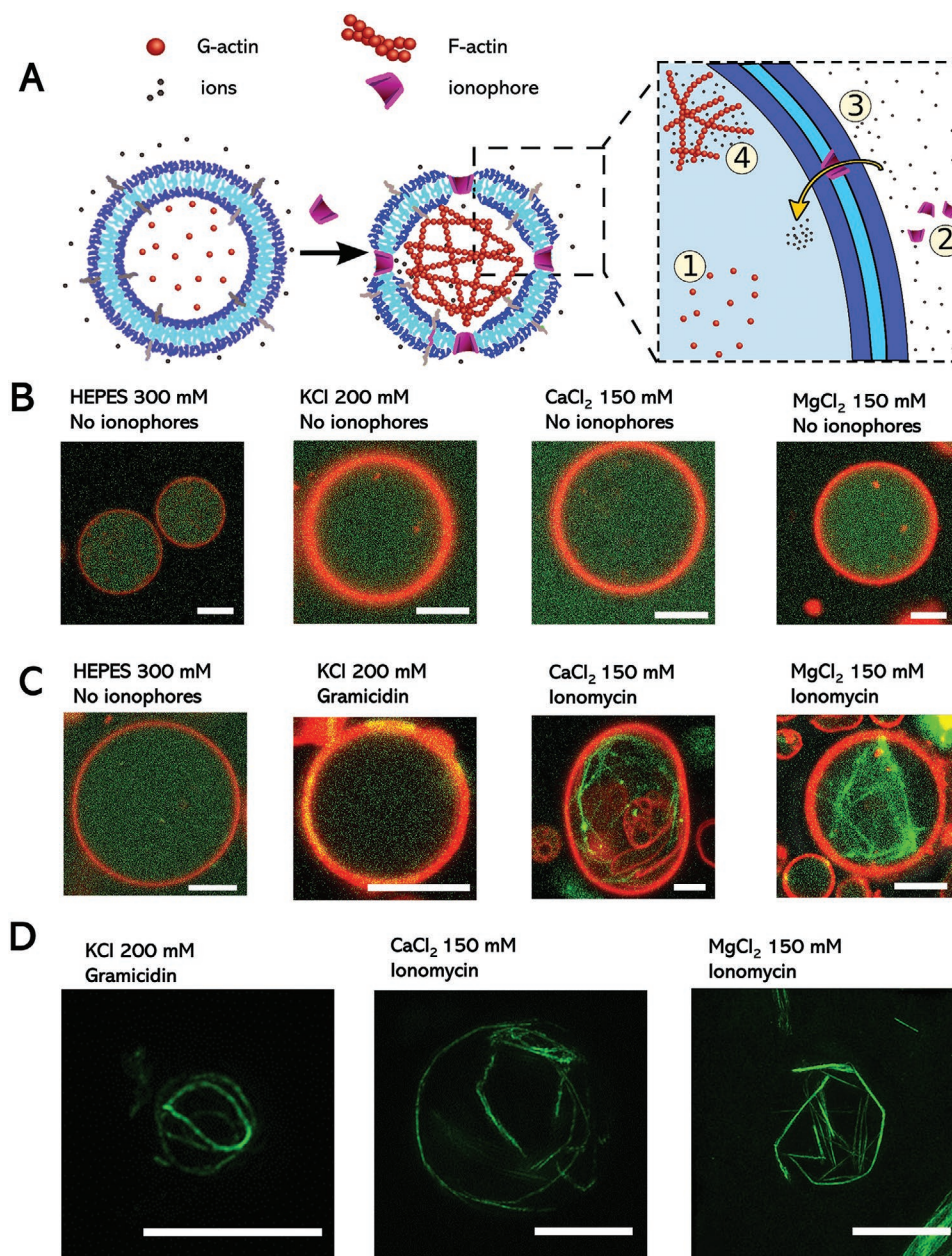 G-actin
F-actin
ions
ionophore
A
1
2
3
4
B
HEPES 300 mM
No ionophores
KCl 200 mM
No ionophores
CaCl₂ 150 mM
No ionophores
MgCl₂ 150 mM
No ionophores
C
HEPES 300 mM
No ionophores
KCl 200 mM
Gramicidin
CaCl₂ 150 mM
Ionomycin
MgCl₂ 150 mM
Ionomycin
D
KCl 200 mM
Gramicidin
CaCl₂ 150 mM
Ionomycin
MgCl₂ 150 mM
Ionomycin